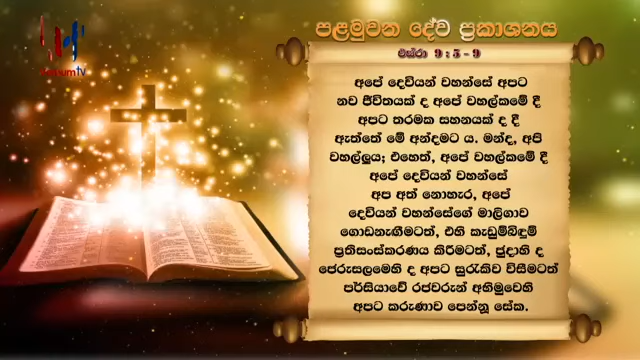 පළමුවන දේව ප්‍රකාශනය
එස්රා 9 : 5 - 9
අපේ දෙවියන් වහන්සේ අපට
නව ජීවිතයක් ද අපේ වහල්කමේ දී
අපට තරමක සහනයක් ද දී
ඇත්තේ මේ අන්දමට ය. මන්ද, අපි
වහල්ලුය; එහෙත්, අපේ වහල්කමේ දී
අපේ දෙවියන් වහන්සේ
අප අත් නොහැර, අපේ
දෙවියන් වහන්සේගේ මාලිගාව
ගොඩනැඟීමටත්, එහි කැඩුම්බිඳුම්
ප්‍රතිසංස්කරණය කිරීමටත්, ජුදාහි ද
ජෙරුසලමෙහි ද අපට සුරැකිව විසීමටත්
පර්සියාවේ රජවරුන් අභිමුවෙහි
අපට කරුණාව පෙන්නූ සේක.